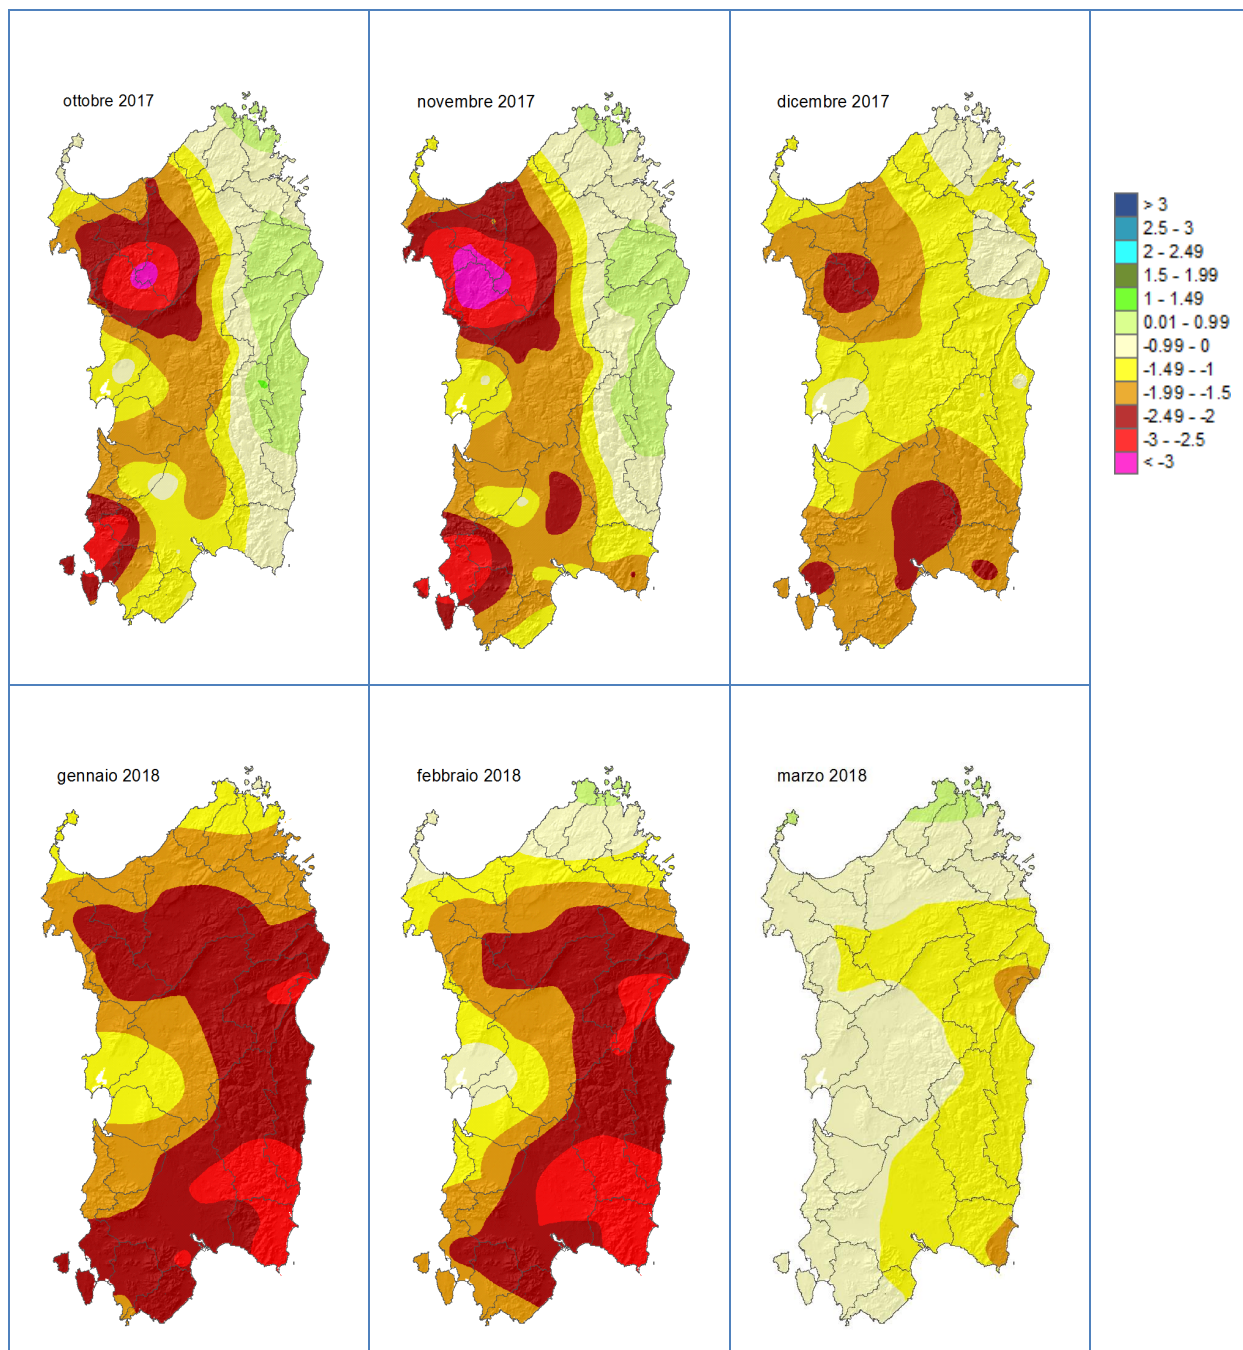 ottobre 2017
novembre 2017
dicembre 2017
> 3
2.5 - 3
2 - 2.49
1.5 - 1.99
1 - 1.49
0.01 - 0.99
-0.99 - 0
-1.49 - -1
-1.99 - -1.5
-2.49 - -2
-3 - -2.5
< -3
gennaio 2018
febbraio 2018
marzo 2018